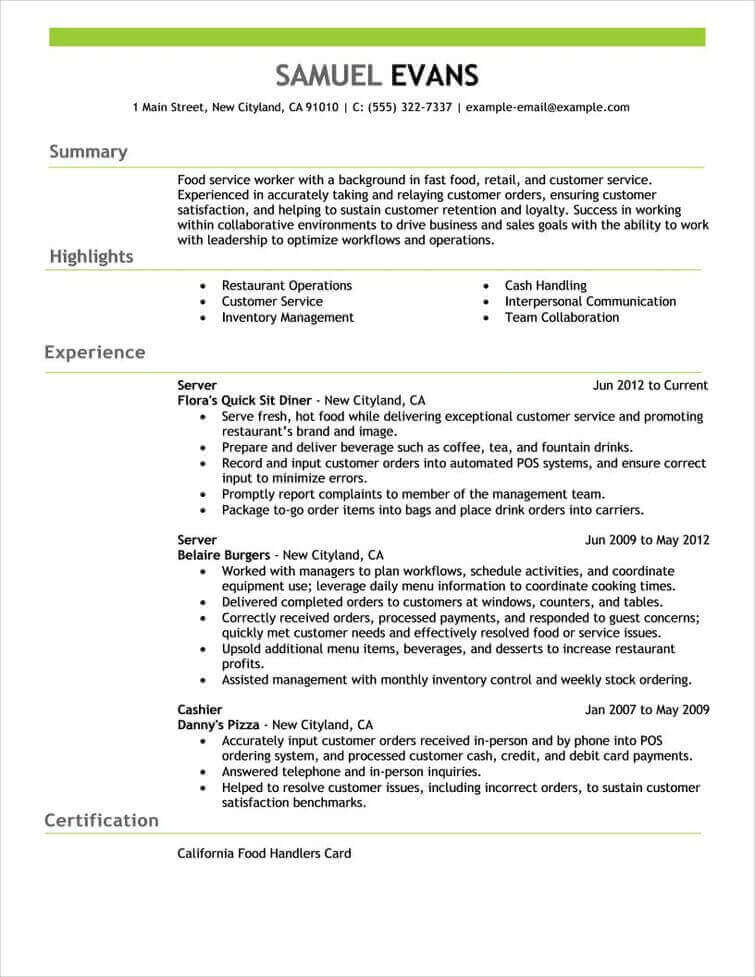 SAMUEL EVANS
1 Main Street, New Cityland, CA 91010 | C: (555) 322-7337 | example-email@example.com
Summary
Food service worker with a background in fast food, retail, and customer service.
Experienced in accurately taking and relaying customer orders, ensuring customer
satisfaction, and helping to sustain customer retention and loyalty. Success in working
within collaborative environments to drive business and sales goals with the ability to work
with leadership to optimize workflows and operations.
Highlights
• Restaurant Operations
• Customer Service
• Inventory Management
• Cash Handling
• Interpersonal Communication
• Team Collaboration
Experience
Server Jun 2012 to Current
Flora's Quick Sit Diner - New Cityland, CA
• Serve fresh, hot food while delivering exceptional customer service and promoting
restaurant’s brand and image.
• Prepare and deliver beverage such as coffee, tea, and fountain drinks.
• Record and input customer orders into automated POS systems, and ensure correct
input to minimize errors.
• Promptly report complaints to member of the management team.
• Package to-go order items into bags and place drink orders into carriers.
Server Jun 2009 to May 2012
Belaire Burgers - New Cityland, CA
• Worked with managers to plan workflows, schedule activities, and coordinate
equipment use; leverage daily menu information to coordinate cooking times.
• Delivered completed orders to customers at windows, counters, and tables.
• Correctly received orders, processed payments, and responded to guest concerns;
quickly met customer needs and effectively resolved food or service issues.
• Upsold additional menu items, beverages, and desserts to increase restaurant
profits.
• Assisted management with monthly inventory control and weekly stock ordering.
Cashier Jan 2007 to May 2009
Danny's Pizza - New Cityland, CA
• Accurately input customer orders received in-person and by phone into POS
ordering system, and processed customer cash, credit, and debit card payments.
• Answered telephone and in-person inquiries.
• Helped to resolve customer issues, including incorrect orders, to sustain customer
satisfaction benchmarks.
Certification
California Food Handlers Card